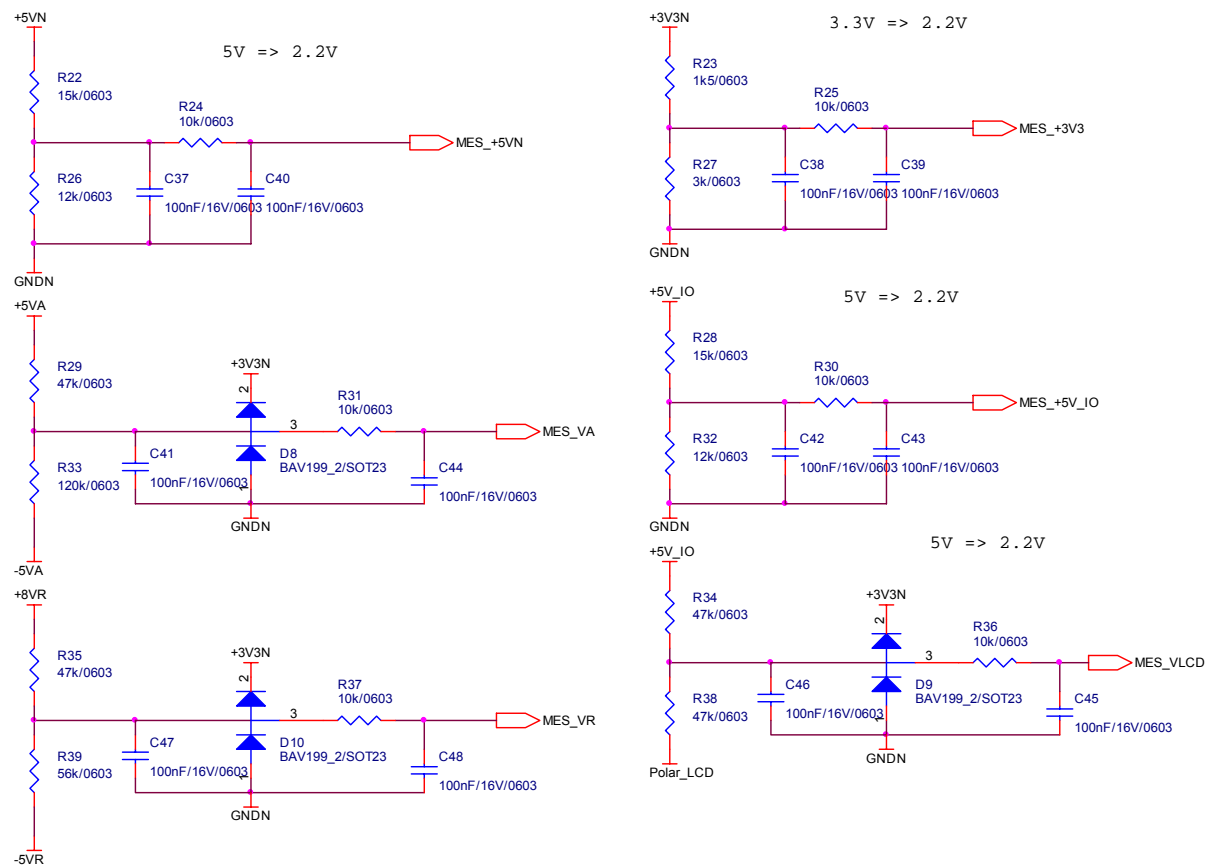 +5VN
5V => 2.2V
R22
15k/0603
R24
10k/0603
MES_+5VN
R26
12k/0603
C37
100nF/16V/0603
C40
100nF/16V/0603
GNDN
+3V3N
3.3V => 2.2V
R23
1k5/0603
R25
10k/0603
MES_+3V3
R27
3k/0603
C38
100nF/16V/0603
C39
100nF/16V/0603
GNDN
+5VA
R29
47k/0603
+3V3N
2
R31
10k/0603
3
MES_VA
R33
120k/0603
C41
100nF/16V/0603
D8
BAV199_2/SOT23
1
C44
100nF/16V/0603
GNDN
-5VA
+5V_IO
5V => 2.2V
R28
15k/0603
R30
10k/0603
MES_+5V_IO
R32
12k/0603
C42
100nF/16V/0603
C43
100nF/16V/0603
GNDN
+8VR
R35
47k/0603
+3V3N
2
R37
10k/0603
3
MES_VR
R39
56k/0603
C47
100nF/16V/0603
D10
BAV199_2/SOT23
1
C48
100nF/16V/0603
GNDN
-5VR
+5V_IO
5V => 2.2V
R34
47k/0603
+3V3N
2
R36
10k/0603
3
MES_VLCD
R38
47k/0603
C46
100nF/16V/0603
D9
BAV199_2/SOT23
1
C45
100nF/16V/0603
GNDN
Polar_LCD